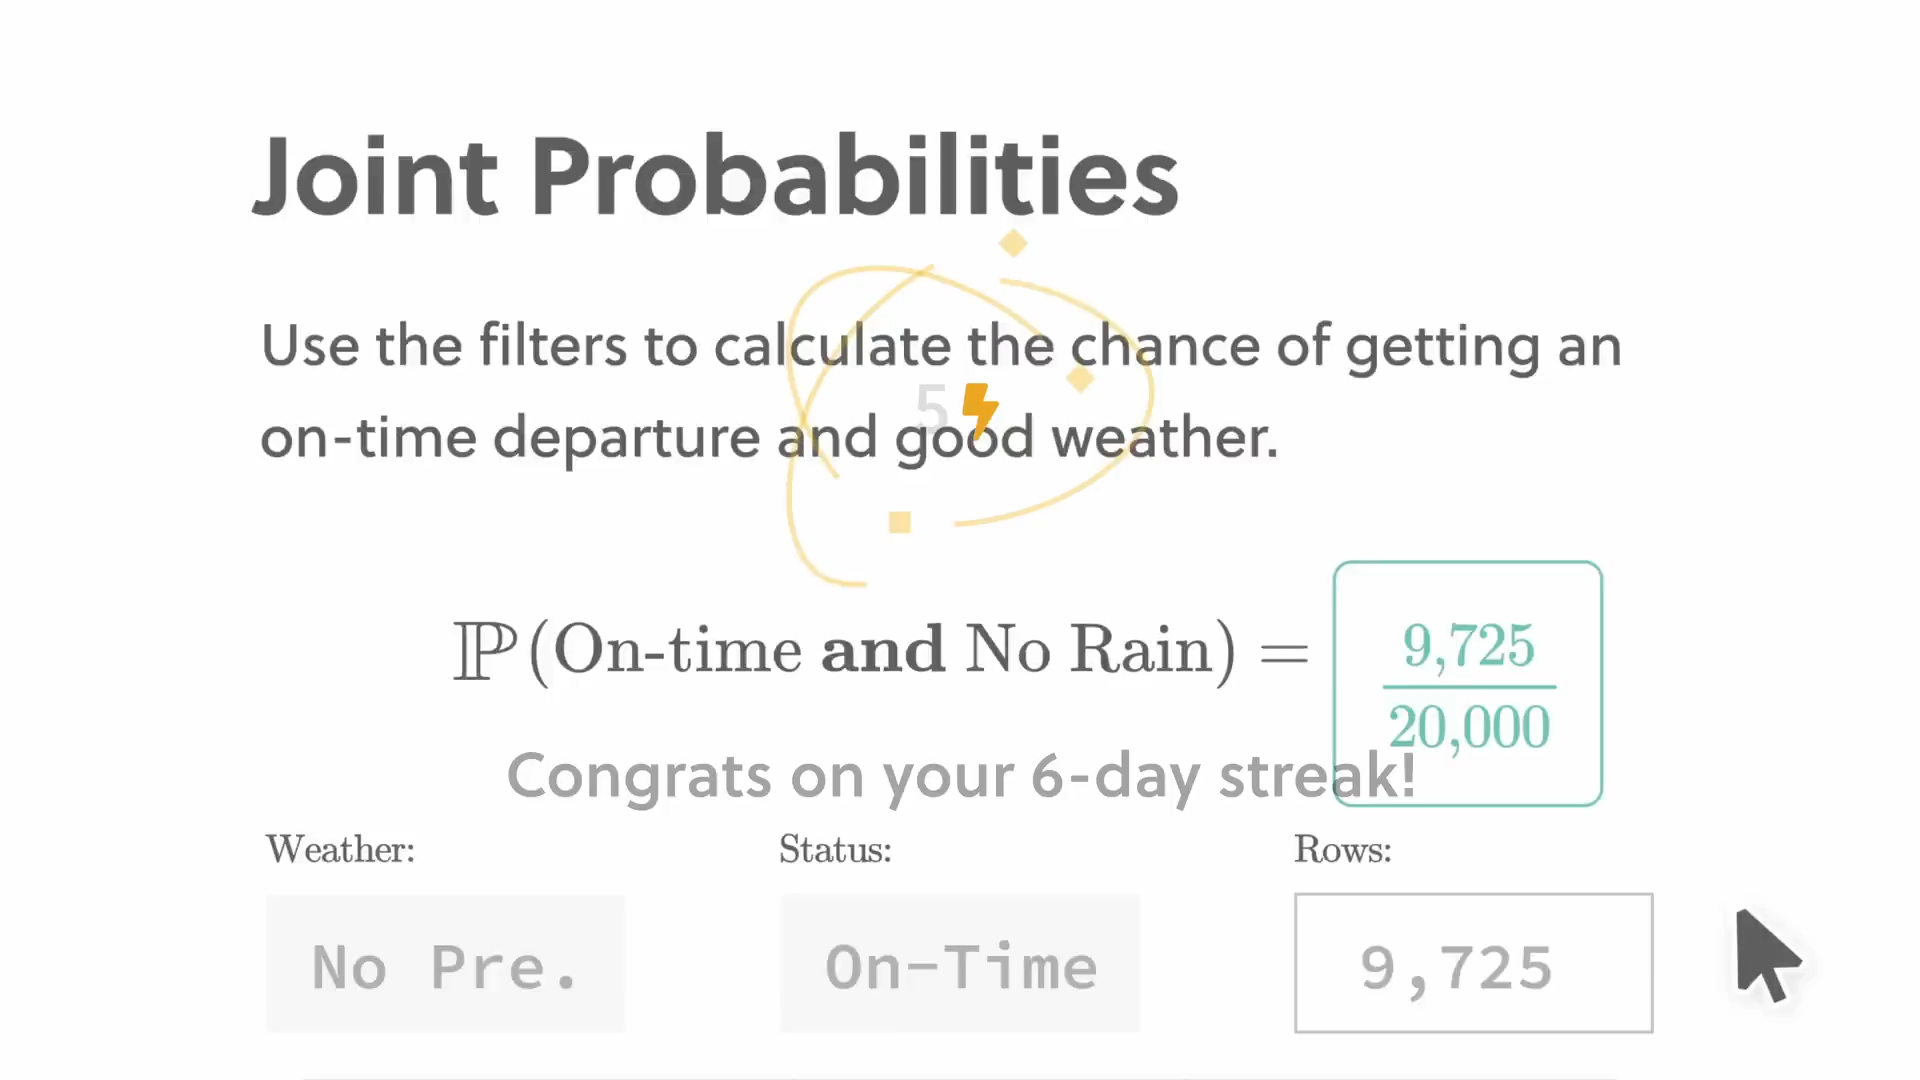 Joint Probabilities
Use the filters to calculate the chance of getting an
on-time departure and good weather.
5
ℙ(On-time and No Rain) = 9,725
20,000
Congrats on your 6-day streak!
Weather: Status: Rows:
No Pre. On-Time 9,725